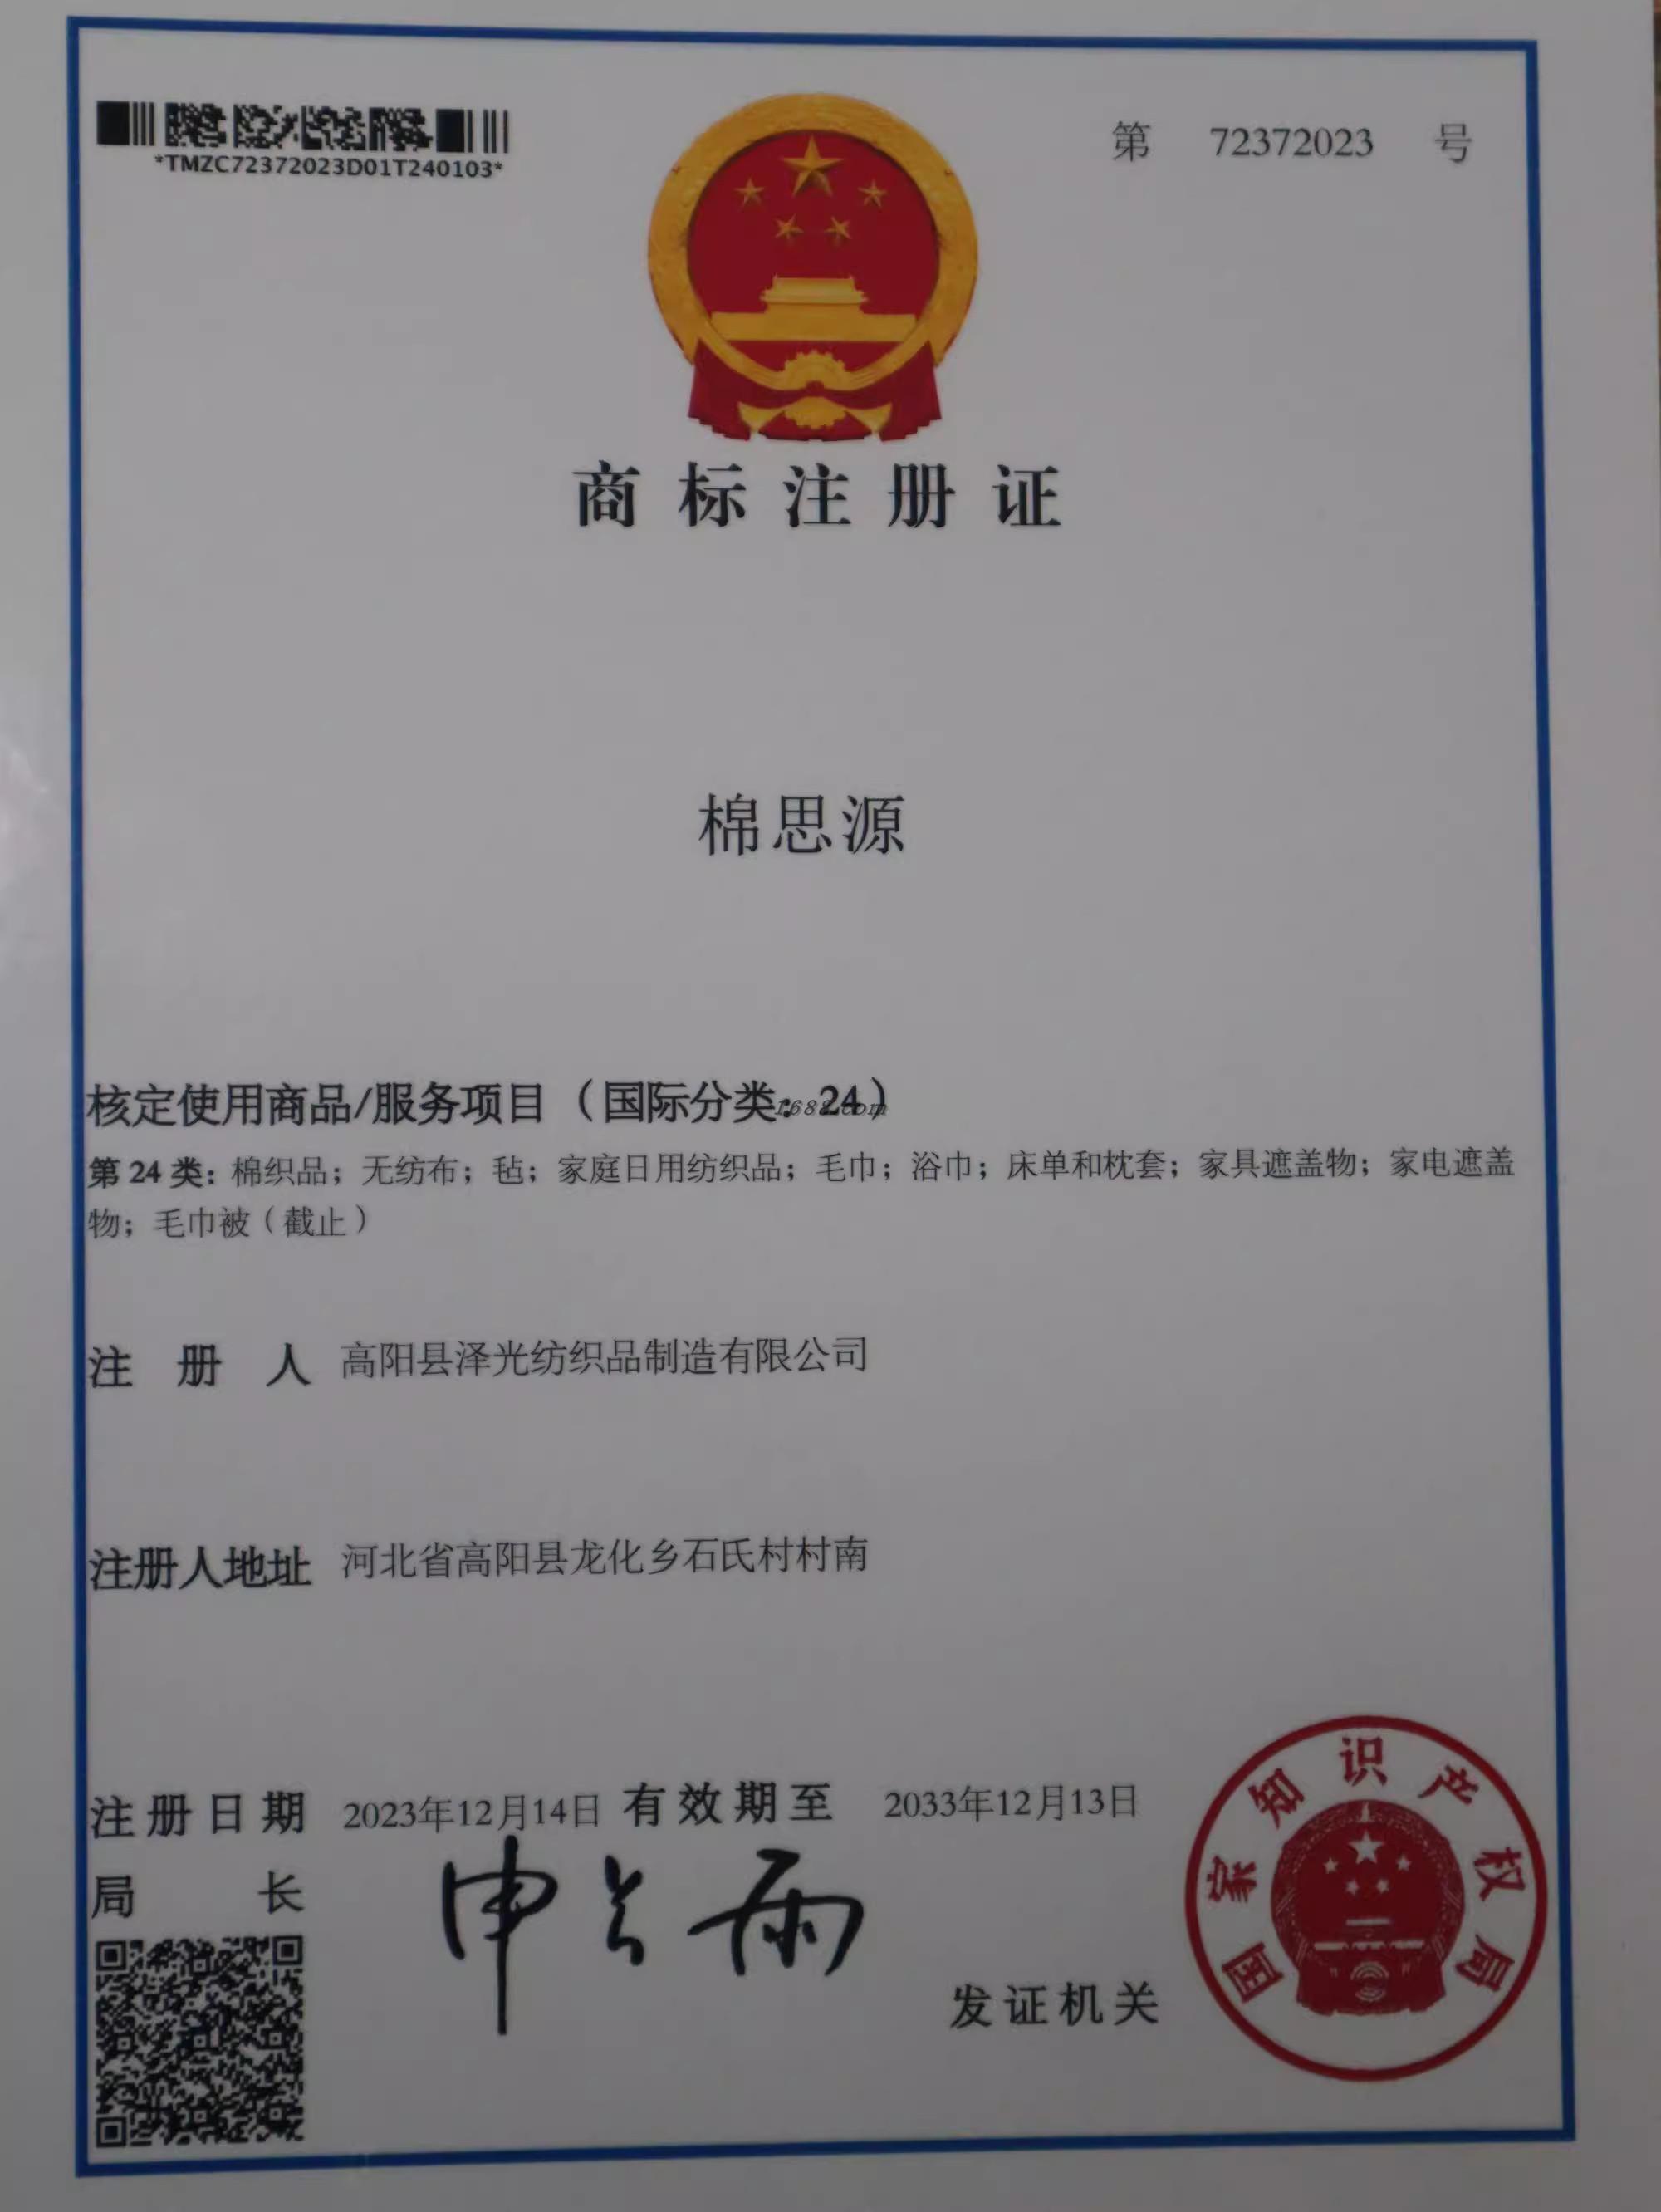 *TMZC72372023D01T240103*
第 72372023 号
商标注册证
棉思源
核定使用商品/服务项目（国际分类：24）
1688.com
第24类：棉织品；无纺布；毡；家庭日用纺织品；毛巾；浴巾；床单和枕套；家具遮盖物；家电遮盖
物；毛巾被（截止）
注册人 高阳县泽光纺织品制造有限公司
注册人地址 河北省高阳县龙化乡石氏村村南
注册日期 2023年12月14日 有效期至 2033年12月13日
局长 申长雨
发证机关
国家知识产权局